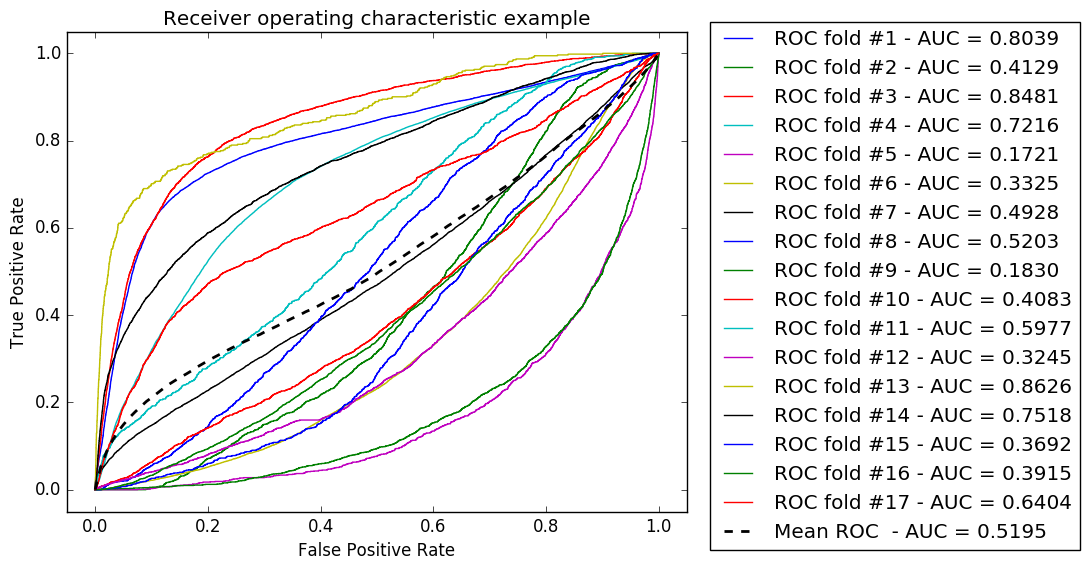 Receiver operating characteristic example
True Positive Rate
1.0
0.8
0.6
0.4
0.2
0.0
0.0 0.2 0.4 0.6 0.8 1.0
False Positive Rate
ROC fold #1 - AUC = 0.8039
ROC fold #2 - AUC = 0.4129
ROC fold #3 - AUC = 0.8481
ROC fold #4 - AUC = 0.7216
ROC fold #5 - AUC = 0.1721
ROC fold #6 - AUC = 0.3325
ROC fold #7 - AUC = 0.4928
ROC fold #8 - AUC = 0.5203
ROC fold #9 - AUC = 0.1830
ROC fold #10 - AUC = 0.4083
ROC fold #11 - AUC = 0.5977
ROC fold #12 - AUC = 0.3245
ROC fold #13 - AUC = 0.8626
ROC fold #14 - AUC = 0.7518
ROC fold #15 - AUC = 0.3692
ROC fold #16 - AUC = 0.3915
ROC fold #17 - AUC = 0.6404
Mean ROC  - AUC = 0.5195